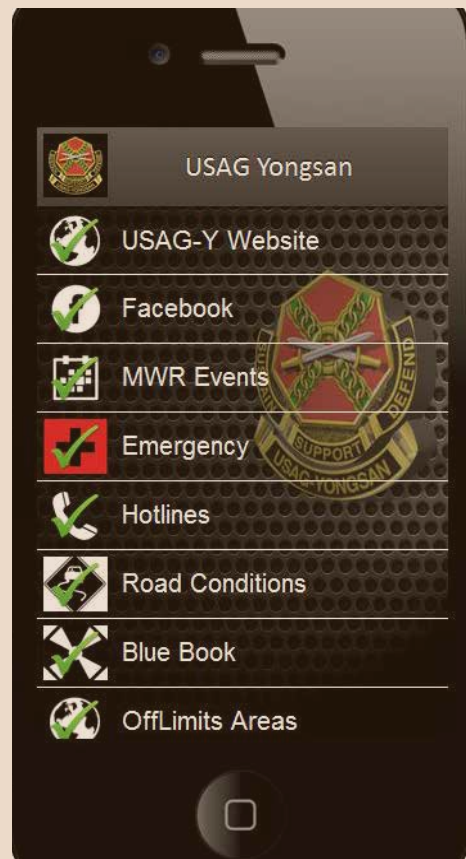 USAG Yongsan
USAG-Y Website
Facebook
MWR Events
Emergency
Hotlines
Road Conditions
Blue Book
OffLimits Areas
DEFEND
SUPPORT
USAG-YONGSAN